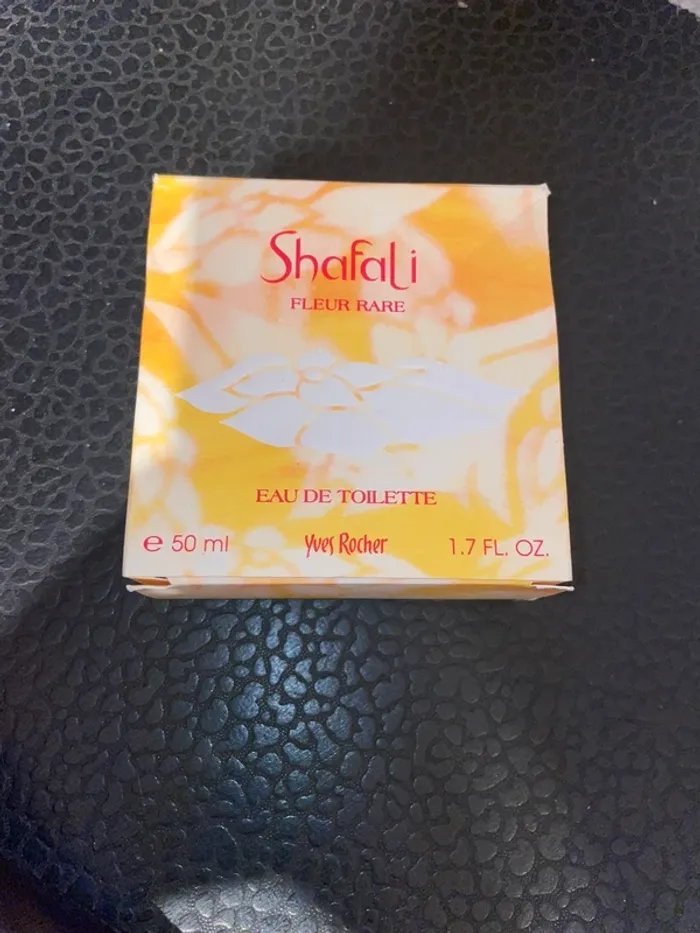 Shafali
FLEUR RARE
EAU DE TOILETTE
e 50 ml Yves Rocher 1.7 FL. OZ.